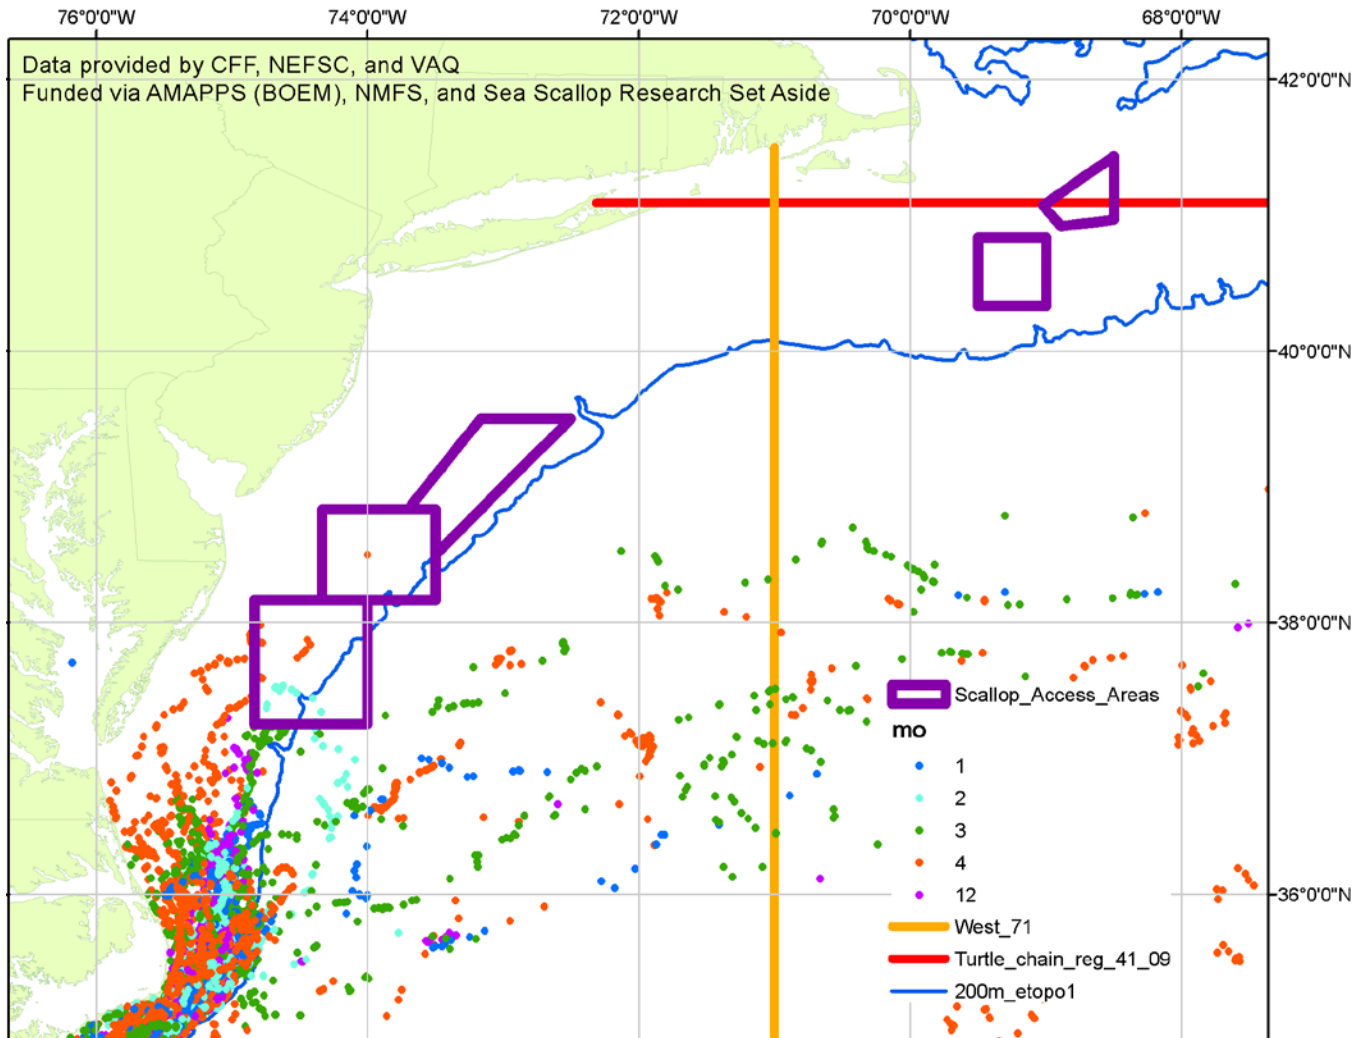 76°0'0"W 74°0'0"W 72°0'0"W 70°0'0"W 68°0'0"W
Data provided by CFF, NEFSC, and VAQ
Funded via AMAPPS (BOEM), NMFS, and Sea Scallop Research Set Aside
42°0'0"N
40°0'0"N
38°0'0"N
Scallop_Access_Areas
mo
1
2
3
4
12
36°0'0"N
West_71
Turtle_chain_reg_41_09
200m_etopo1